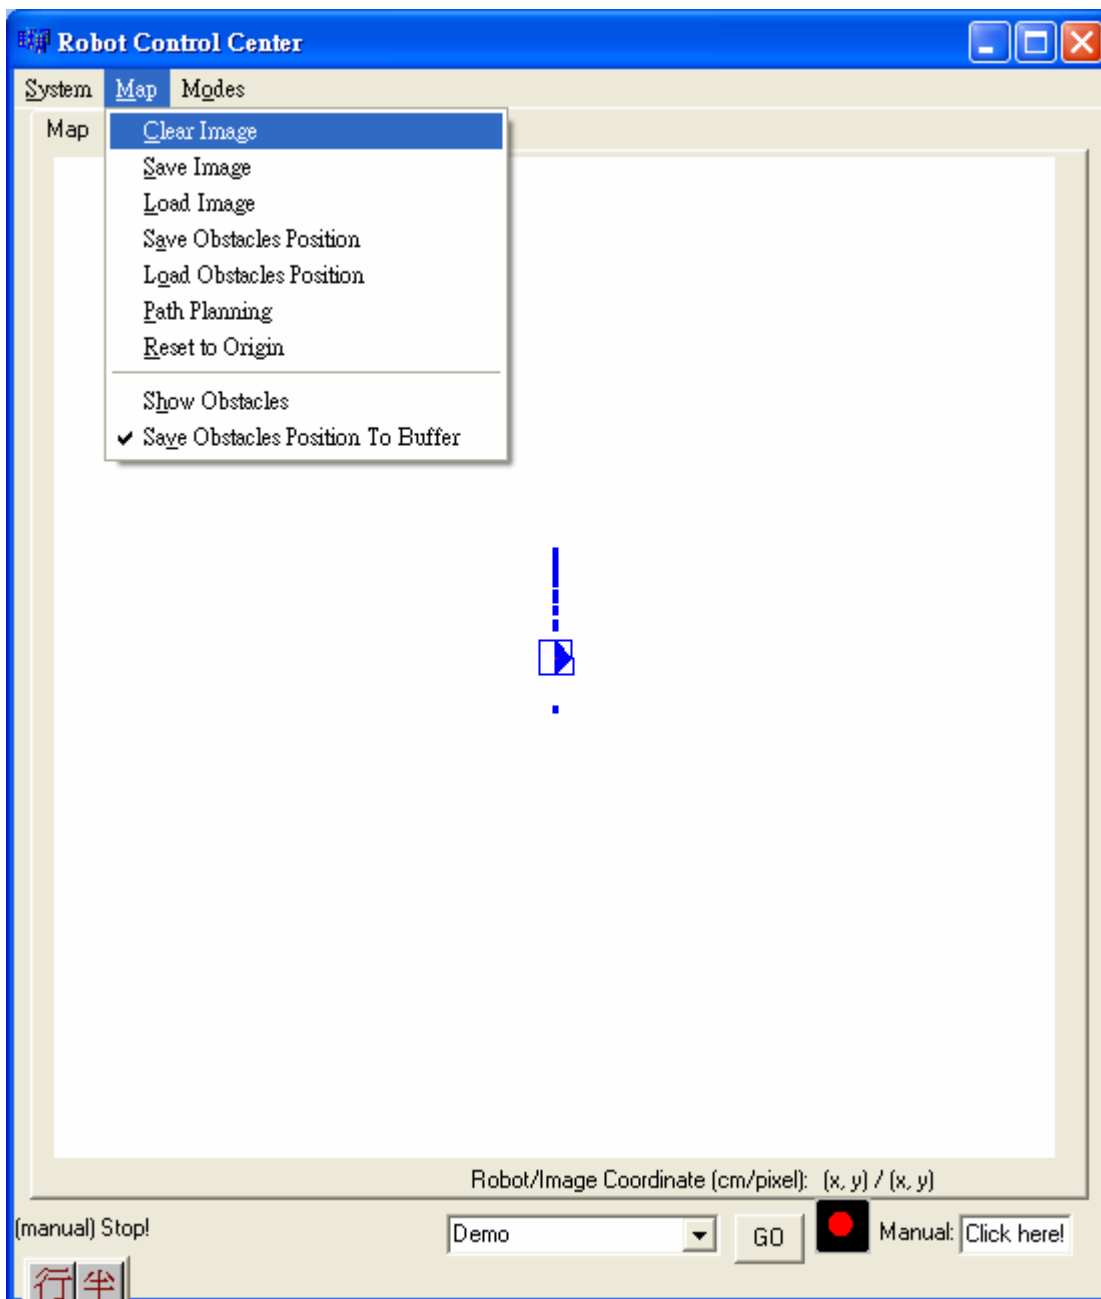 Robot Control Center
System Map Modes
Map
Clear Image
Save Image
Load Image
Save Obstacles Position
Load Obstacles Position
Path Planning
Reset to Origin
Show Obstacles
Save Obstacles Position To Buffer
Robot/Image Coordinate (cm/pixel): (x, y) / (x, y)
(manual) Stop!
Demo GO Manual: Click here!
行 半